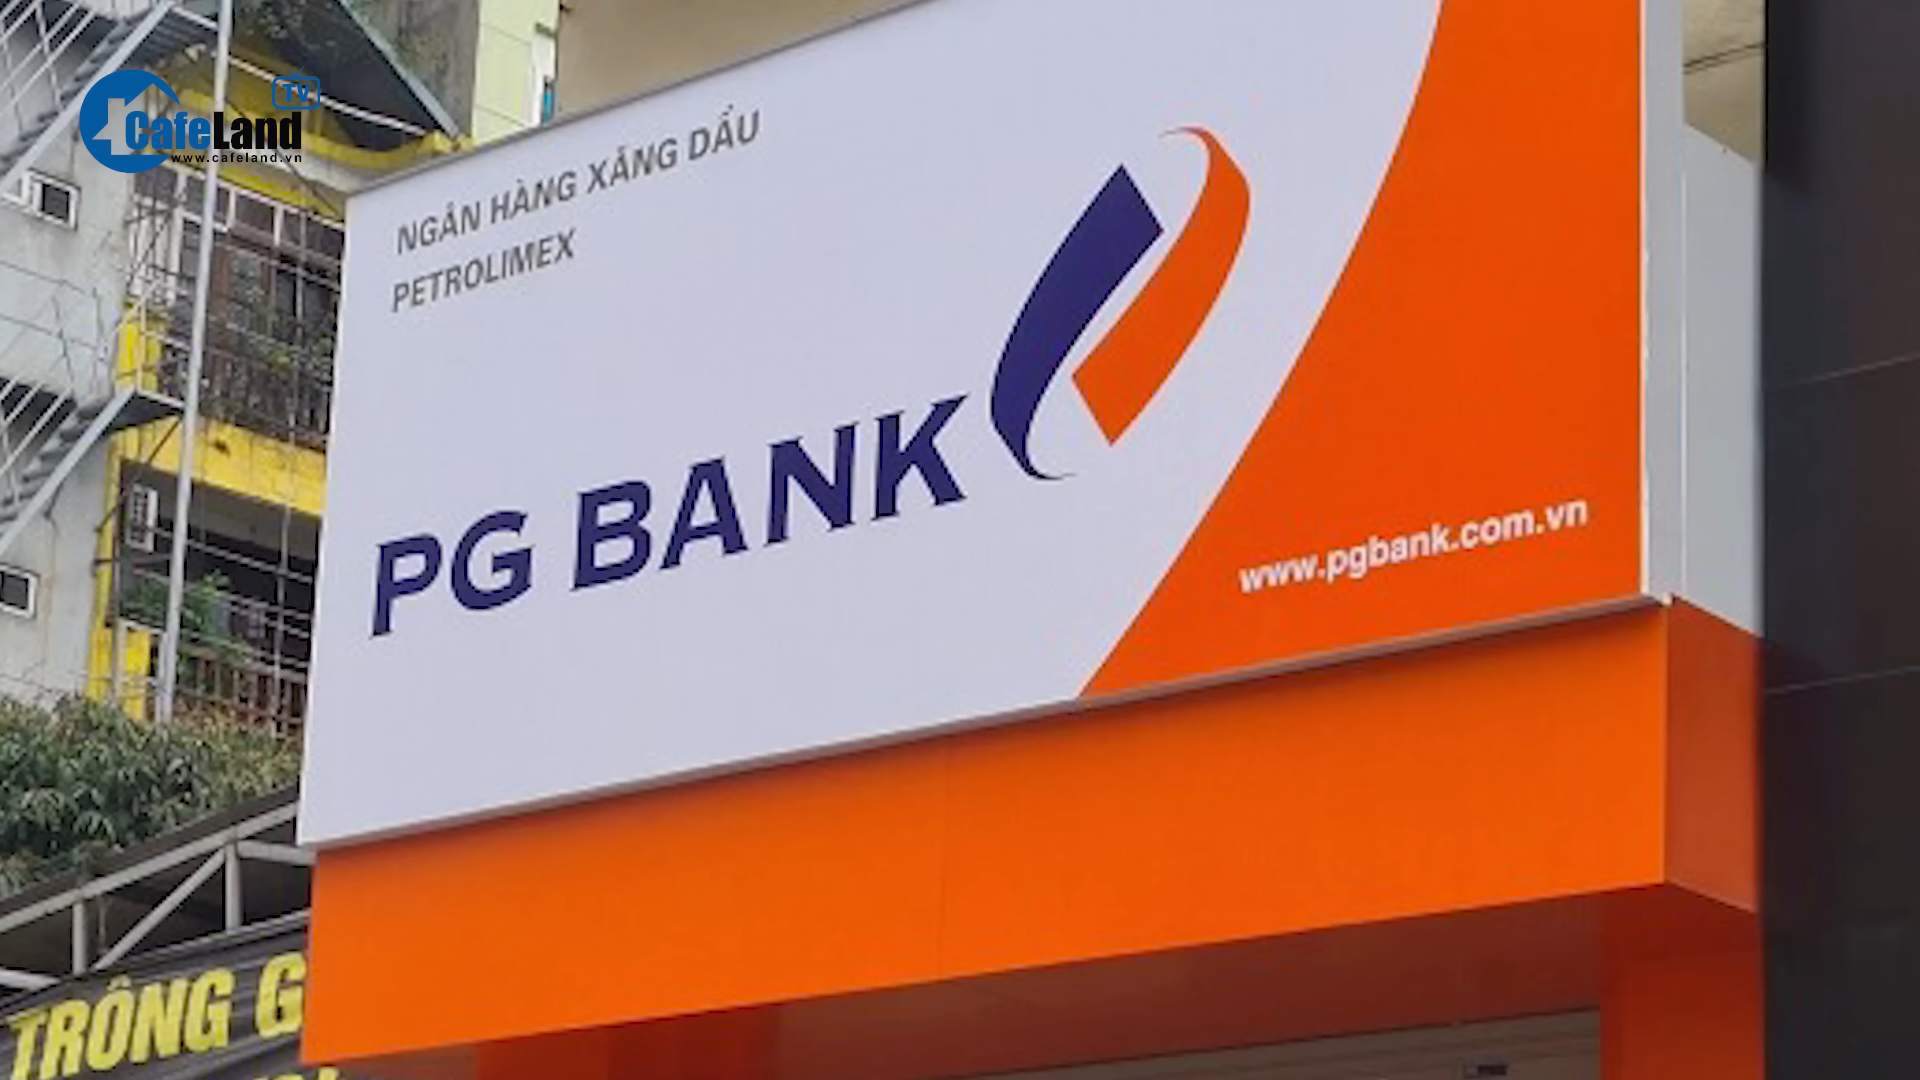 TV
CafeLand
www.cafeland.vn
NGÂN HÀNG XĂNG DẦU
PETROLIMEX
PG BANK
www.pgbank.com.vn
TRÔNG G